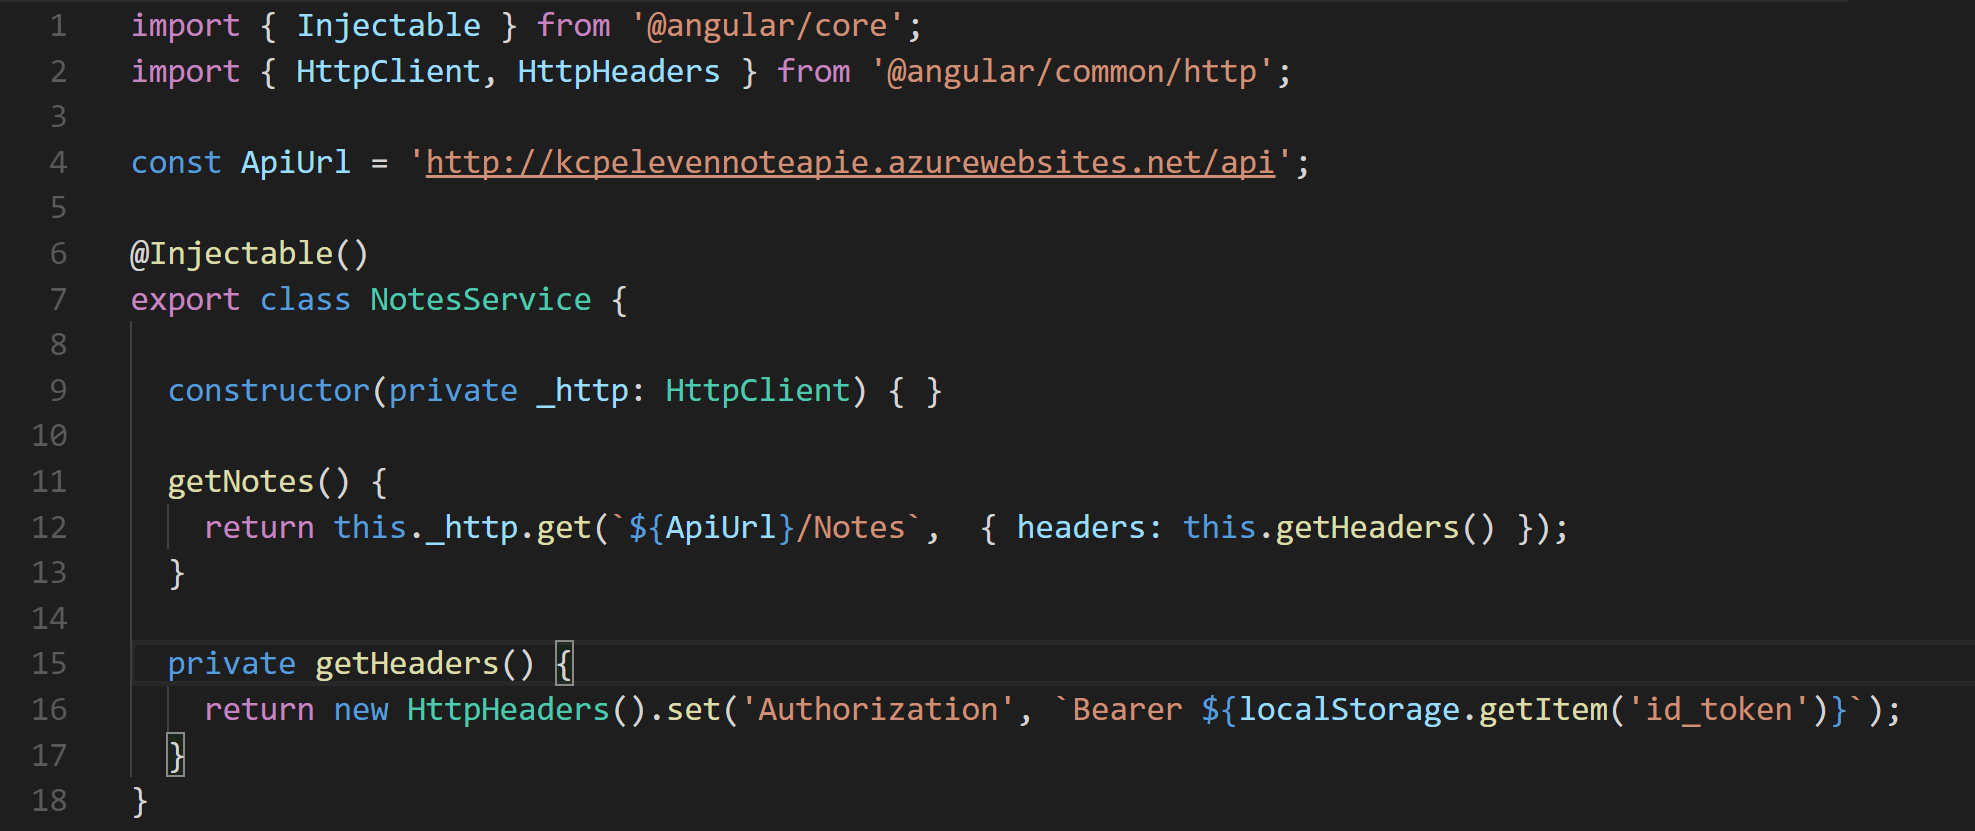 1 import { Injectable } from '@angular/core';
2 import { HttpClient, HttpHeaders } from '@angular/common/http';
3
4 const ApiUrl = 'http://kcpelevennoteapie.azurewebsites.net/api';
5
6 @Injectable()
7 export class NotesService {
8
9   constructor(private _http: HttpClient) { }
10
11   getNotes() {
12     return this._http.get(`${ApiUrl}/Notes`,  { headers: this.getHeaders() });
13   }
14
15   private getHeaders() {
16     return new HttpHeaders().set('Authorization', `Bearer ${localStorage.getItem('id_token')}`);
17   }
18 }